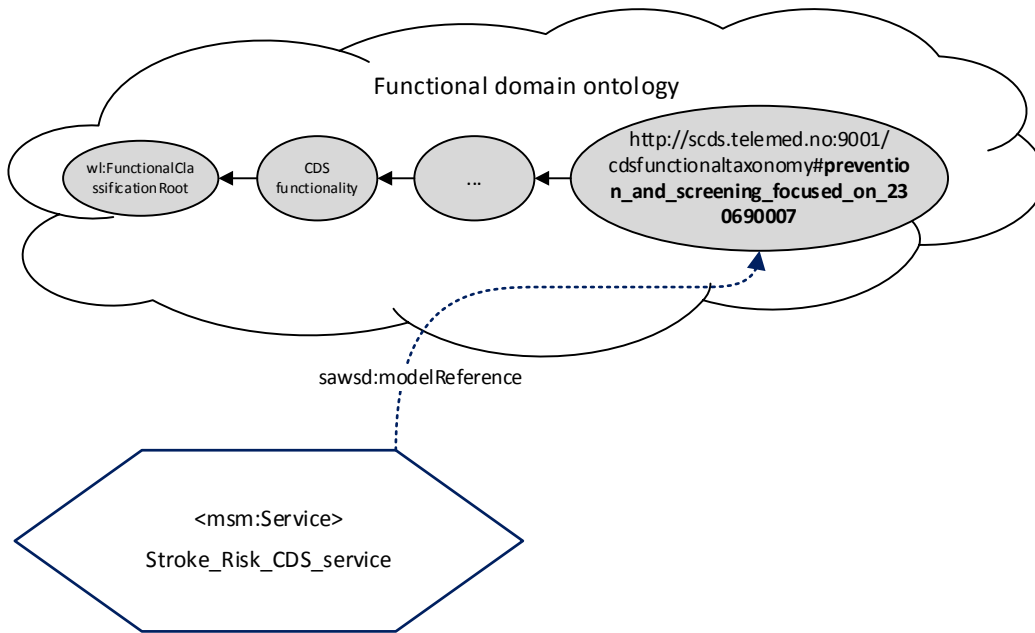 Functional domain ontology
wl:FunctionalCla
ssificationRoot
CDS
functionality
...
http://scds.telemed.no:9001/
cdsfunctionaltaxonomy#preventio
n_and_screening_focused_on_23
0690007
sawsd:modelReference
<msm:Service>
Stroke_Risk_CDS_service